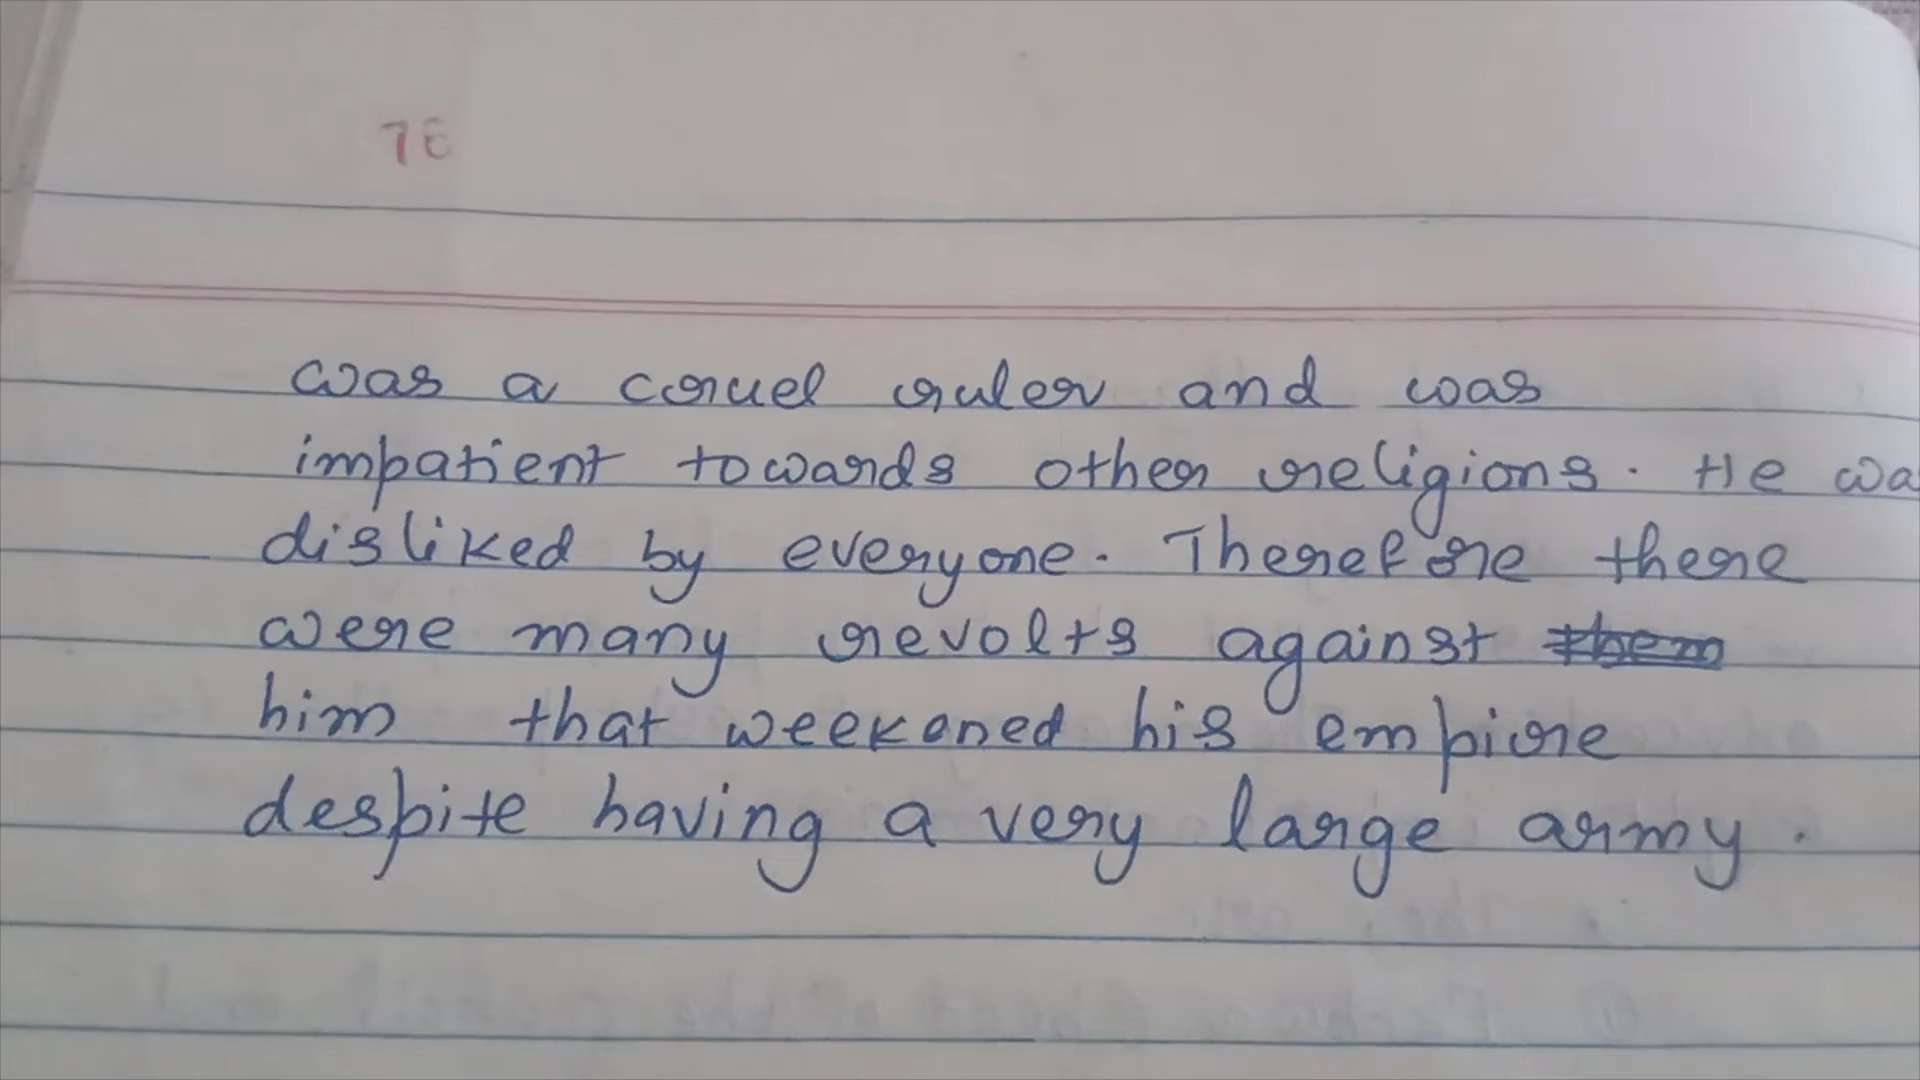 76
was a cruel ruler and was
impatient towards other religions. He wa
disliked by everyone. Therefore there
were many revolts against ~~them~~
him that weekened his empire
despite having a very large army.